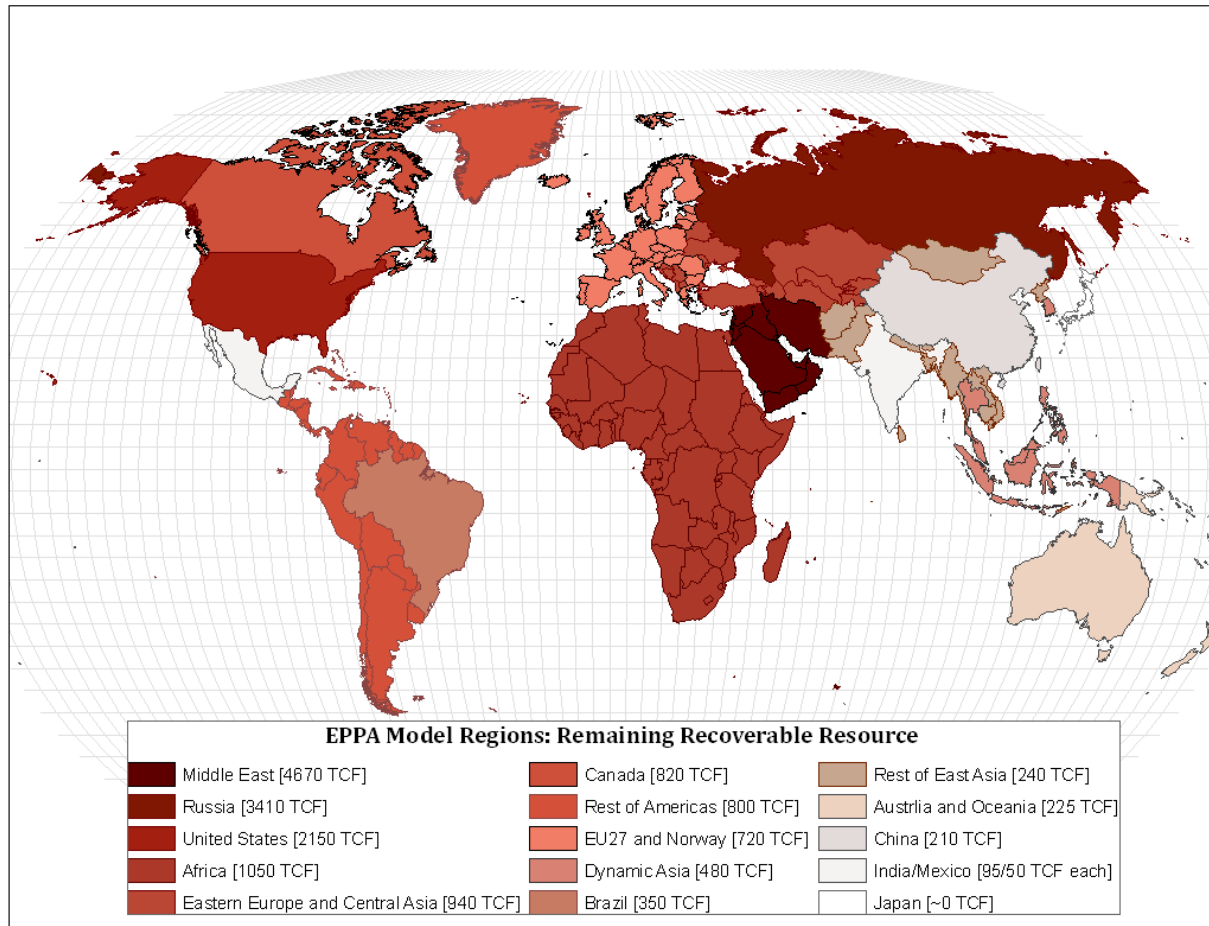 EPPA Model Regions: Remaining Recoverable Resource
Middle East [4670 TCF]
Russia [3410 TCF]
United States [2150 TCF]
Africa [1050 TCF]
Eastern Europe and Central Asia [940 TCF]
Canada [820 TCF]
Rest of Americas [800 TCF]
EU27 and Norway [720 TCF]
Dynamic Asia [480 TCF]
Brazil [350 TCF]
Rest of East Asia [240 TCF]
Austrlia and Oceania [225 TCF]
China [210 TCF]
India/Mexico [95/50 TCF each]
Japan [~0 TCF]